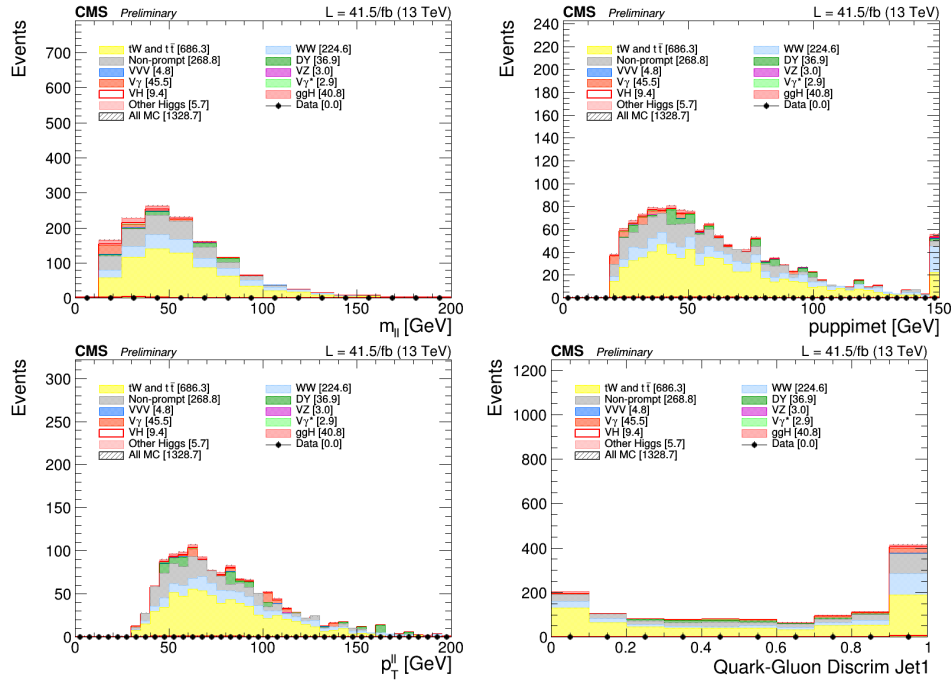 CMS Preliminary L = 41.5/fb (13 TeV)
Events
tW and tt̄ [686.3] WW [224.6]
Non-prompt [268.8] DY [36.9]
VVV [4.8] VZ [3.0]
Vγ [45.5] Vγ* [2.9]
VH [9.4] ggH [40.8]
Other Higgs [5.7] Data [0.0]
All MC [1328.7]
700
600
500
400
300
200
100
0
0 50 100 150 200
m_ll [GeV]
CMS Preliminary L = 41.5/fb (13 TeV)
Events
tW and tt̄ [686.3] WW [224.6]
Non-prompt [268.8] DY [36.9]
VVV [4.8] VZ [3.0]
Vγ [45.5] Vγ* [2.9]
VH [9.4] ggH [40.8]
Other Higgs [5.7] Data [0.0]
All MC [1328.7]
240
220
200
180
160
140
120
100
80
60
40
20
0
0 50 100 150
puppimet [GeV]
CMS Preliminary L = 41.5/fb (13 TeV)
Events
tW and tt̄ [686.3] WW [224.6]
Non-prompt [268.8] DY [36.9]
VVV [4.8] VZ [3.0]
Vγ [45.5] Vγ* [2.9]
VH [9.4] ggH [40.8]
Other Higgs [5.7] Data [0.0]
All MC [1328.7]
300
250
200
150
100
50
0
0 50 100 150 200
p_T^ll [GeV]
CMS Preliminary L = 41.5/fb (13 TeV)
Events
tW and tt̄ [686.3] WW [224.6]
Non-prompt [268.8] DY [36.9]
VVV [4.8] VZ [3.0]
Vγ [45.5] Vγ* [2.9]
VH [9.4] ggH [40.8]
Other Higgs [5.7] Data [0.0]
All MC [1328.7]
1200
1000
800
600
400
200
0
0 0.2 0.4 0.6 0.8 1
Quark-Gluon Discrim Jet1